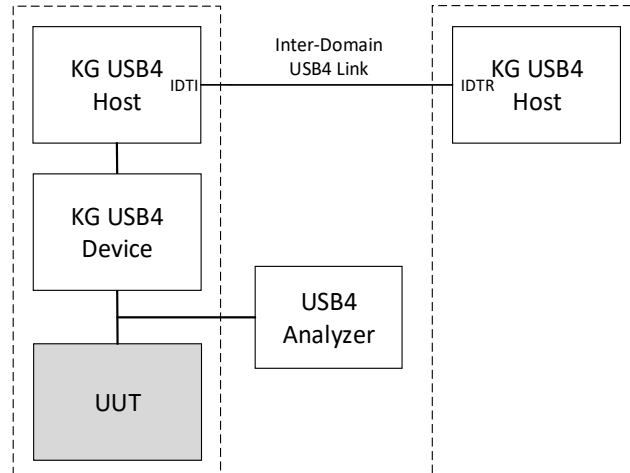 KG USB4
Host
IDTI
Inter-Domain
USB4 Link
IDTR
KG USB4
Host
KG USB4
Device
USB4
Analyzer
UUT